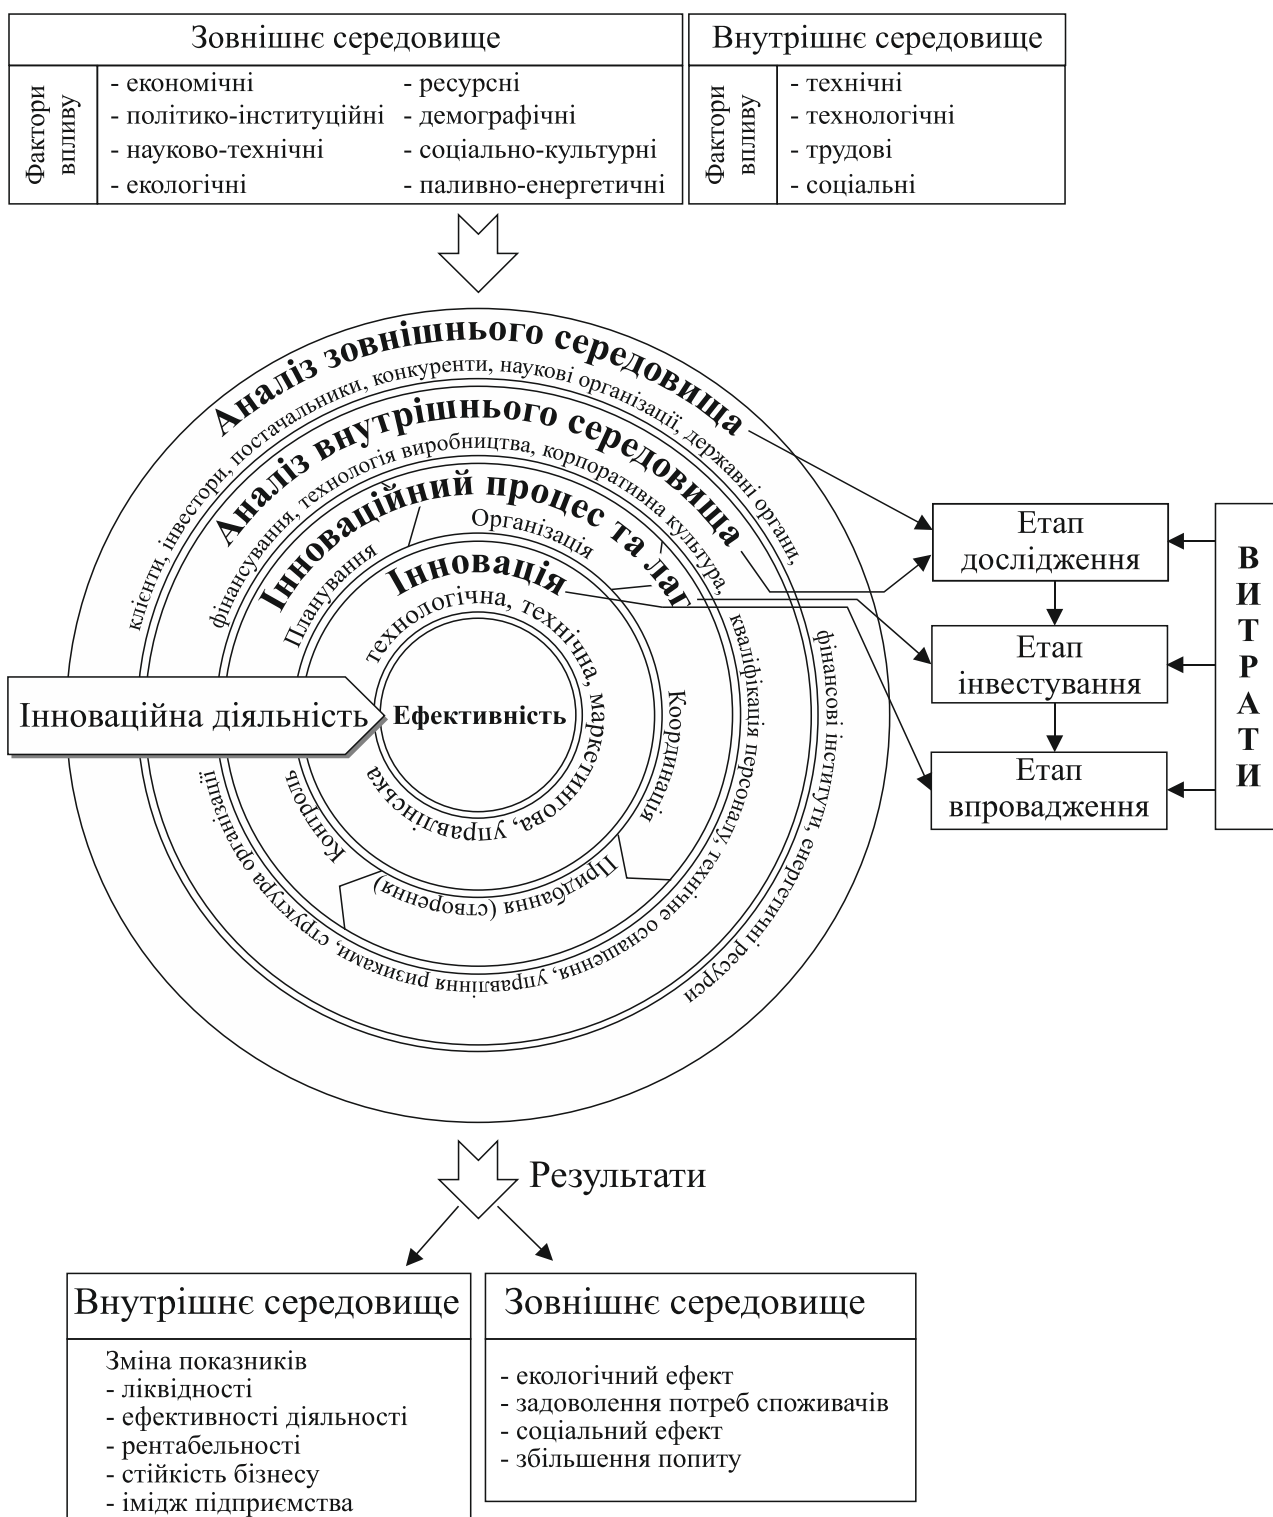 Зовнішнє середовище
Внутрішнє середовище
Фактори
впливу
- економічні
- політико-інституційні
- науково-технічні
- екологічні
- ресурсні
- демографічні
- соціально-культурні
- паливно-енергетичні
Фактори
впливу
- технічні
- технологічні
- трудові
- соціальні
Аналіз зовнішнього середовища
клієнти, інвестори, постачальники, конкуренти, наукові організації, державні органи,
фінансові інститути, енергетичні ресурси
Аналіз внутрішнього середовища
фінансування, технологія виробництва, корпоративна культура,
кваліфікація персоналу, технічне оснащення, управління ризиками, структура організації
Інноваційний процес та лаг
Планування
Організація
Координація
Придбання (створення)
Контроль
Інновація
технологічна, технічна, маркетингова, управлінська
Інноваційна діяльність
Ефективність
Етап
дослідження
Етап
інвестування
Етап
впровадження
ВИТРАТИ
Результати
Внутрішнє середовище
Зміна показників
- ліквідності
- ефективності діяльності
- рентабельності
- стійкість бізнесу
- імідж підприємства
Зовнішнє середовище
- екологічний ефект
- задоволення потреб споживачів
- соціальний ефект
- збільшення попиту